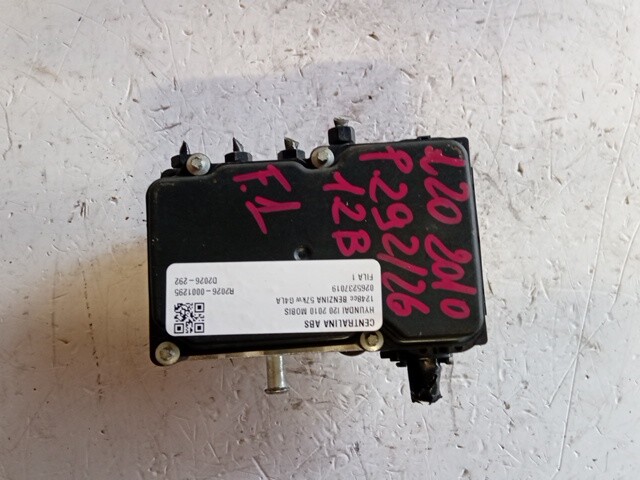 I20 2010
P.292/26
12B
F.1
CENTRALINA ABS
HYUNDAI I20 2010 MOBIS
1248cc BENZINA 57kw G4LA
0265237019
FILA 1
R2026-0001295
D2026-292